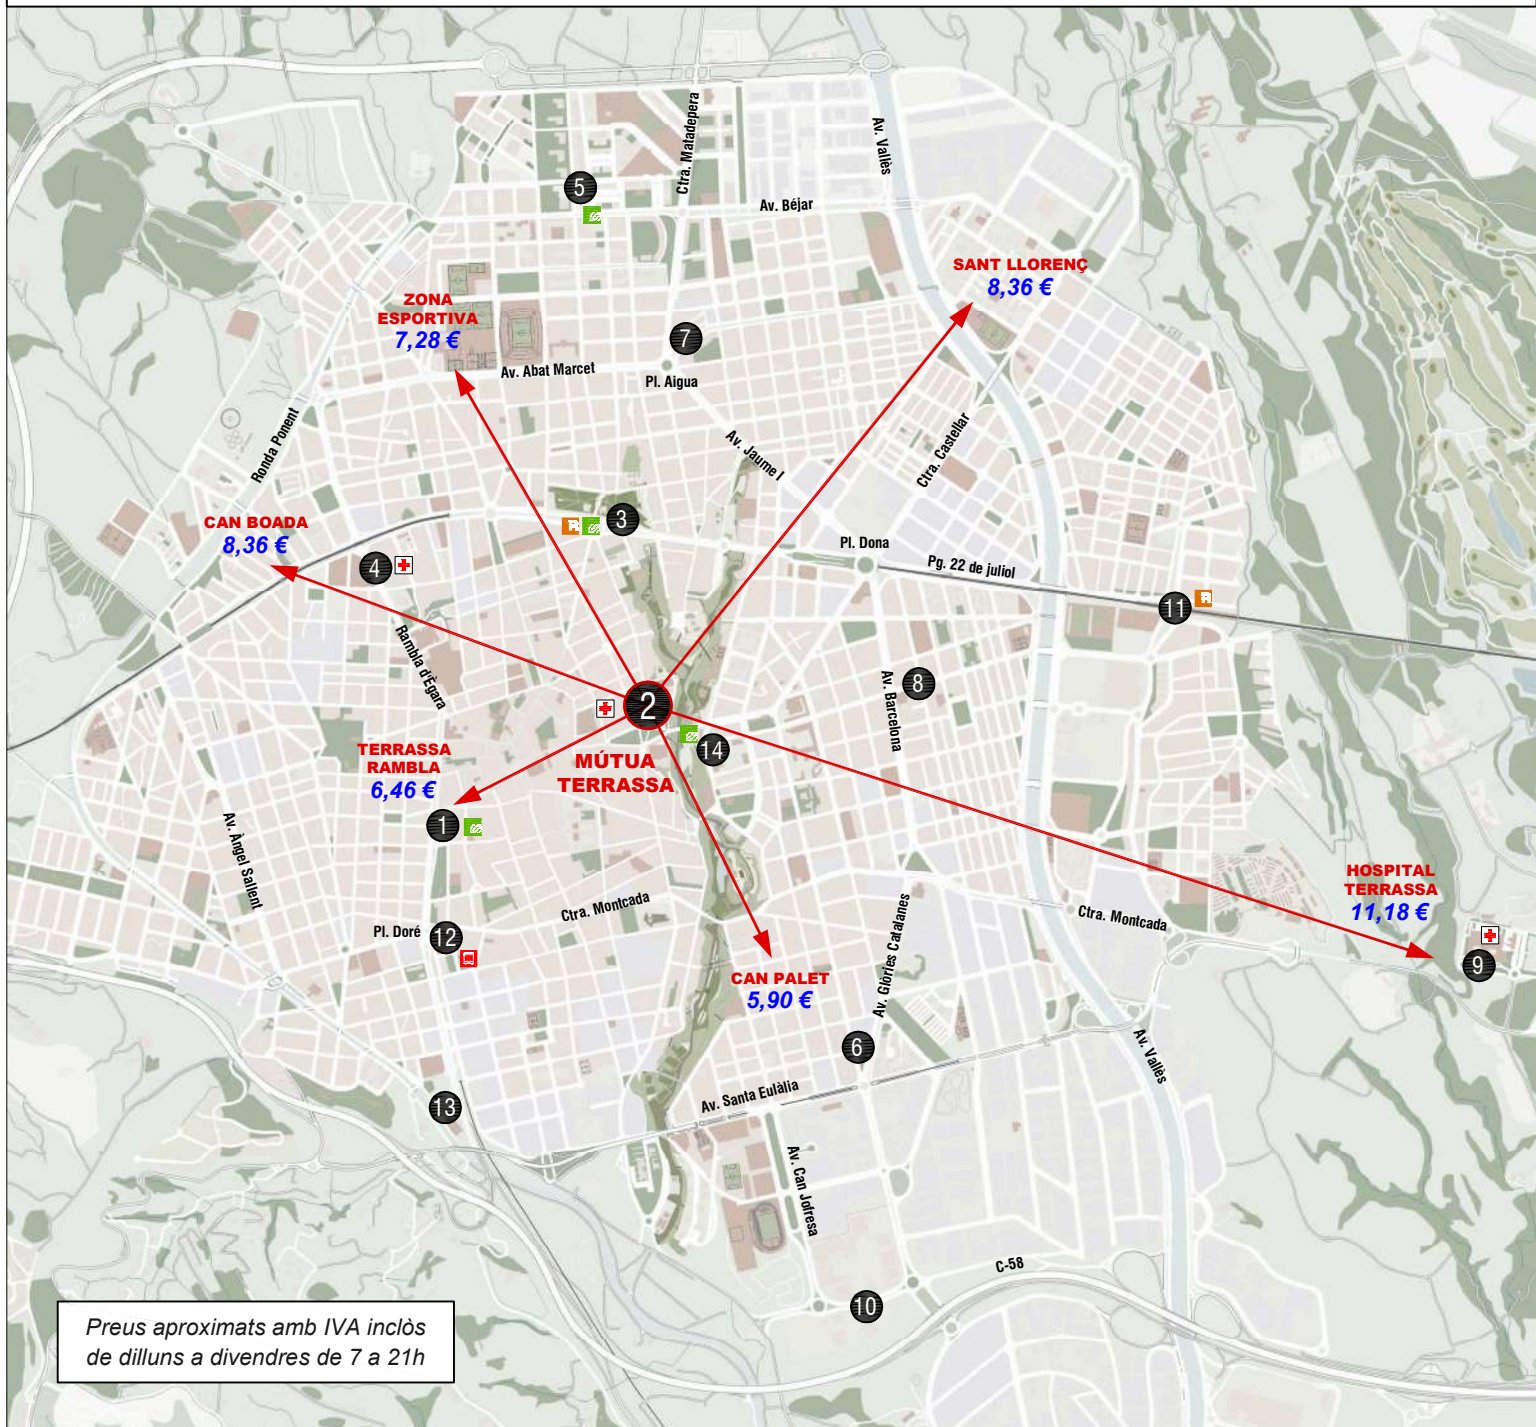 Ctra. Matadepera
Av. Vallès
5
Av. Béjar
SANT LLORENÇ
8,36 €
ZONA
ESPORTIVA
7,28 €
7
Av. Abat Marcet
Pl. Aigua
Ronda Ponent
Av. Jaume I
Ctra. Castellar
CAN BOADA
8,36 €
R
3
Pl. Dona
4
Pg. 22 de juliol
11
R
Rambla d'Ègara
8
2
Av. Barcelona
14
TERRASSA
RAMBLA
6,46 €
MÚTUA
TERRASSA
1
Av. Àngel Sallent
HOSPITAL
TERRASSA
11,18 €
Ctra. Montcada
Ctra. Montcada
Pl. Doré
12
Av. Glòries Catalanes
9
CAN PALET
5,90 €
6
Av. Vallès
Av. Santa Eulàlia
13
Av. Can Jofresa
C-58
10
Preus aproximats amb IVA inclòs
de dilluns a divendres de 7 a 21h